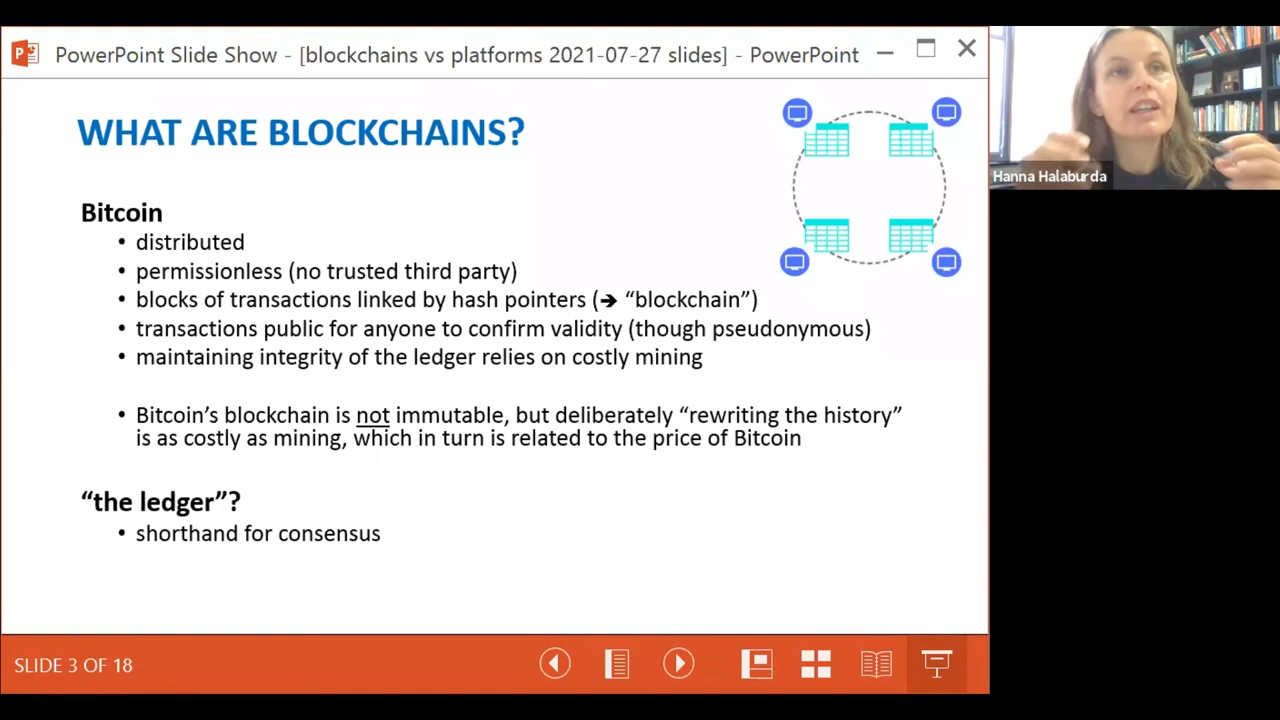 PowerPoint Slide Show - [blockchains vs platforms 2021-07-27 slides] - PowerPoint
WHAT ARE BLOCKCHAINS?
Hanna Halaburda
Bitcoin
• distributed
• permissionless (no trusted third party)
• blocks of transactions linked by hash pointers (➔ “blockchain”)
• transactions public for anyone to confirm validity (though pseudonymous)
• maintaining integrity of the ledger relies on costly mining
• Bitcoin’s blockchain is not immutable, but deliberately “rewriting the history”
is as costly as mining, which in turn is related to the price of Bitcoin
“the ledger”?
• shorthand for consensus
SLIDE 3 OF 18